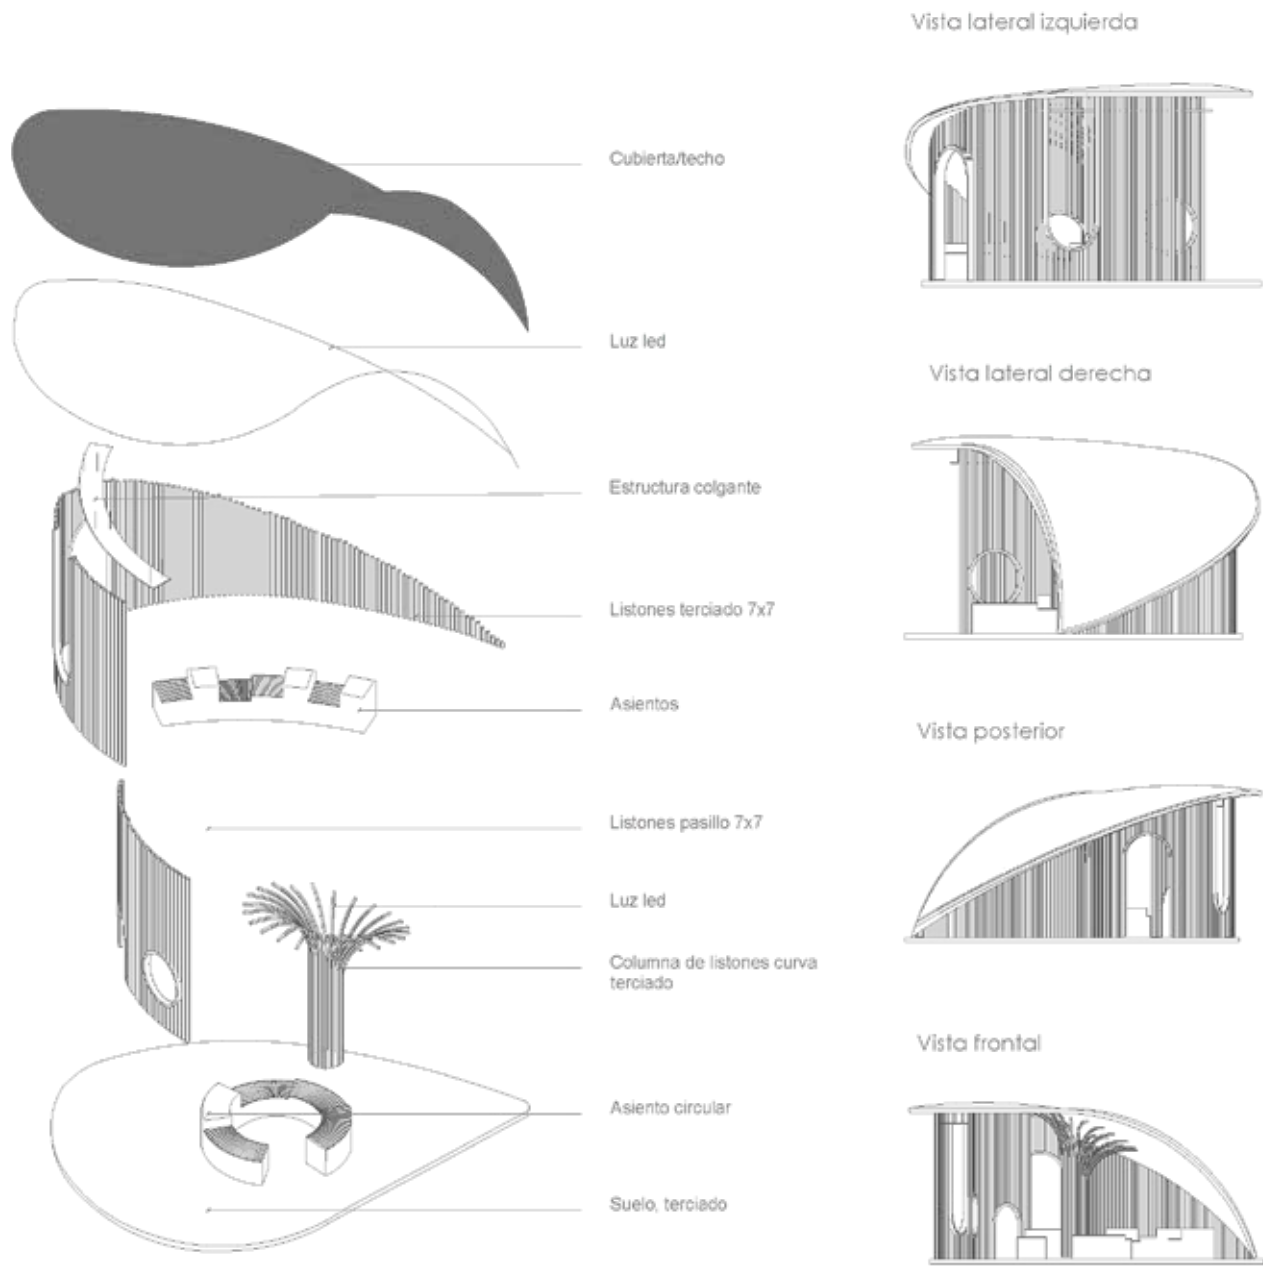 Vista lateral izquierda
Cubierta/techo
Luz led
Vista lateral derecha
Estructura colgante
Listones terciado 7x7
Asientos
Vista posterior
Listones pasillo 7x7
Luz led
Columna de listones curva
terciado
Vista frontal
Asiento circular
Suelo, terciado